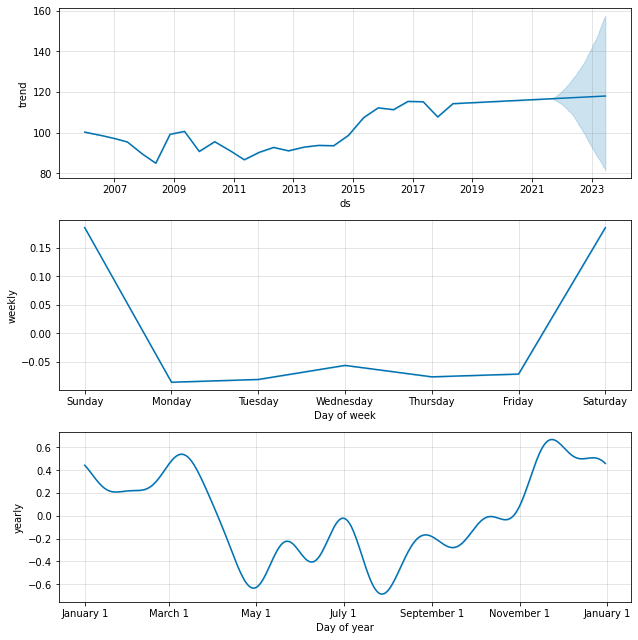 160
140
120
100
80
trend
2007 2009 2011 2013 2015 2017 2019 2021 2023
ds
0.15
0.10
0.05
0.00
−0.05
weekly
Sunday Monday Tuesday Wednesday Thursday Friday Saturday
Day of week
0.6
0.4
0.2
0.0
−0.2
−0.4
−0.6
yearly
January 1 March 1 May 1 July 1 September 1 November 1 January 1
Day of year